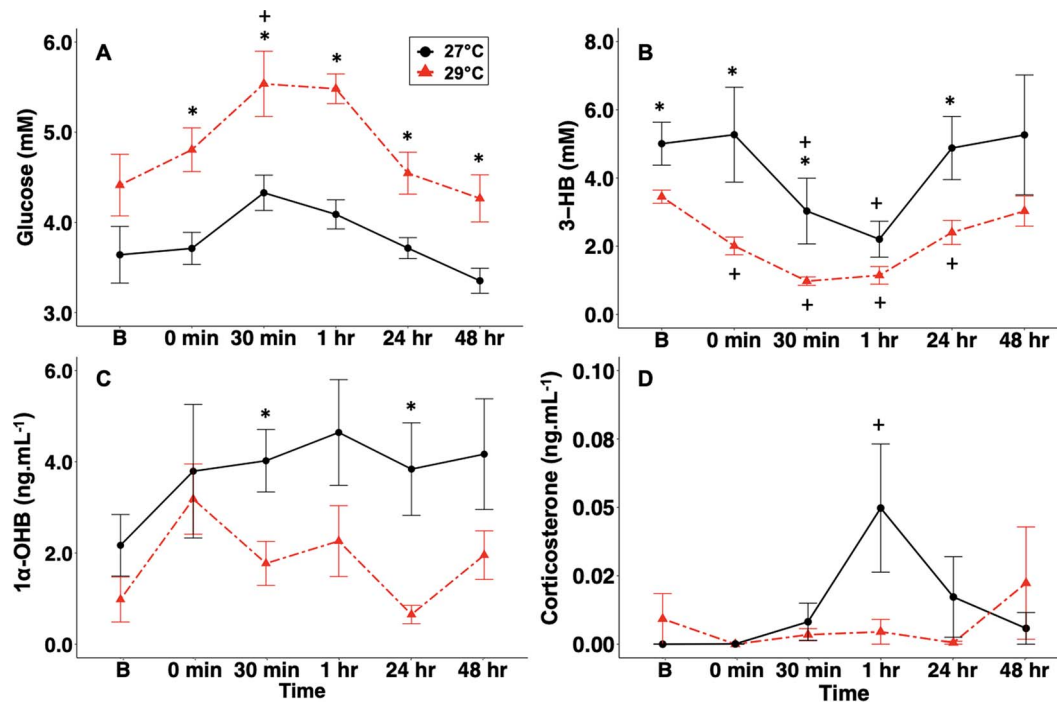 A
Glucose (mM)
6.0
5.0
4.0
3.0
+
*
*
*
*
*
27°C
29°C
B 0 min 30 min 1 hr 24 hr 48 hr
B
3–HB (mM)
8.0
6.0
4.0
2.0
0.0
*
*
+
*
+
*
+
+
+
+
B 0 min 30 min 1 hr 24 hr 48 hr
C
1α-OHB (ng.mL-1)
6.0
4.0
2.0
0.0
*
*
B 0 min 30 min 1 hr 24 hr 48 hr
Time
D
Corticosterone (ng.mL-1)
0.10
0.08
0.05
0.02
0.00
+
B 0 min 30 min 1 hr 24 hr 48 hr
Time